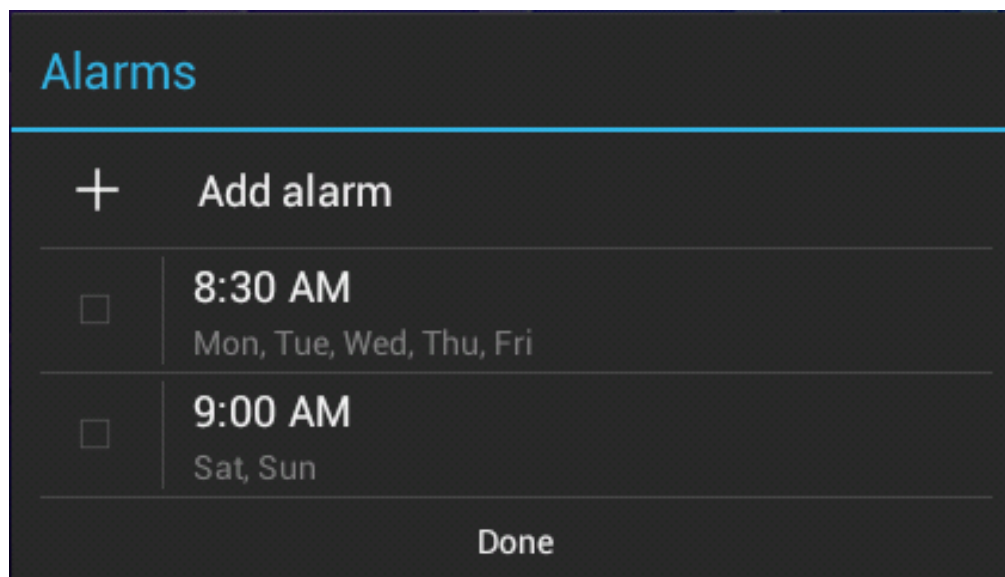 Alarms
Add alarm
8:30 AM
Mon, Tue, Wed, Thu, Fri
9:00 AM
Sat, Sun
Done